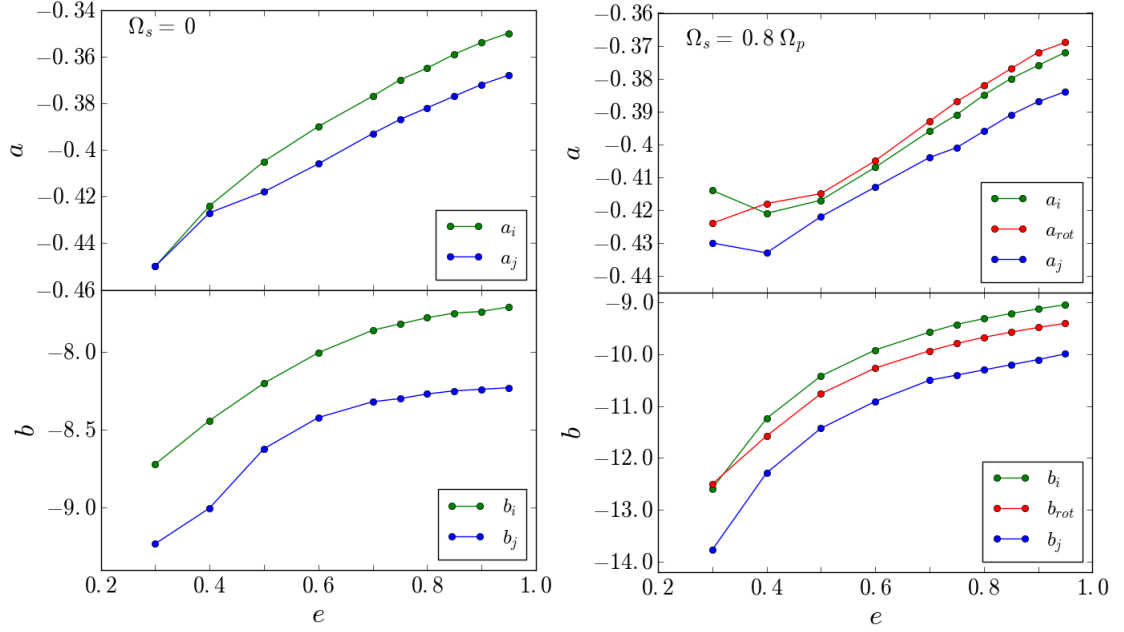 Ωs = 0
a
−0.34
−0.36
−0.38
−0.4
−0.42
−0.44
−0.46
ai
aj
b
−8.0
−8.5
−9.0
bi
bj
0.2 0.4 0.6 0.8 1.0
e
Ωs = 0.8 Ωp
a
−0.36
−0.37
−0.38
−0.39
−0.4
−0.41
−0.42
−0.43
−0.44
ai
arot
aj
b
−9.0
−10.0
−11.0
−12.0
−13.0
−14.0
bi
brot
bj
0.2 0.4 0.6 0.8 1.0
e